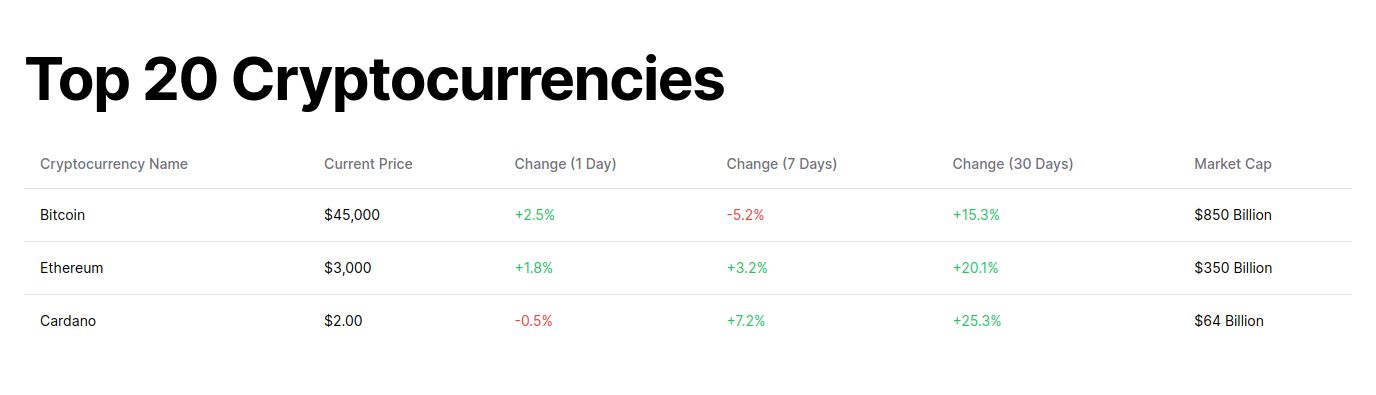 Top 20 Cryptocurrencies
Cryptocurrency Name Current Price Change (1 Day) Change (7 Days) Change (30 Days) Market Cap
Bitcoin $45,000 +2.5% -5.2% +15.3% $850 Billion
Ethereum $3,000 +1.8% +3.2% +20.1% $350 Billion
Cardano $2.00 -0.5% +7.2% +25.3% $64 Billion